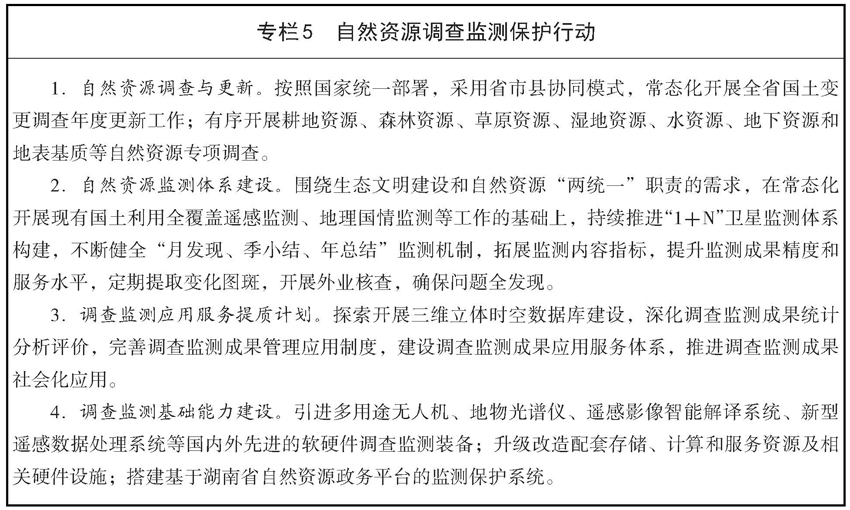 专栏5　自然资源调查监测保护行动
1. 自然资源调查与更新。按照国家统一部署，采用省市县协同模式，常态化开展全省国土变
更调查年度更新工作；有序开展耕地资源、森林资源、草原资源、湿地资源、水资源、地下资源和
地表基质等自然资源专项调查。
2. 自然资源监测体系建设。围绕生态文明建设和自然资源“两统一”职责的需求，在常态化
开展现有国土利用全覆盖遥感监测、地理国情监测等工作的基础上，持续推进“1+N”卫星监测体系
构建，不断健全“月发现、季小结、年总结”监测机制，拓展监测内容指标，提升监测成果精度和
服务水平，定期提取变化图斑，开展外业核查，确保问题全发现。
3. 调查监测应用服务提质计划。探索开展三维立体时空数据库建设，深化调查监测成果统计
分析评价，完善调查监测成果管理应用制度，建设调查监测成果应用服务体系，推进调查监测成果
社会化应用。
4. 调查监测基础能力建设。引进多用途无人机、地物光谱仪、遥感影像智能解译系统、新型
遥感数据处理系统等国内外先进的软硬件调查监测装备；升级改造配套存储、计算和服务资源及相
关硬件设施；搭建基于湖南省自然资源政务平台的监测保护系统。